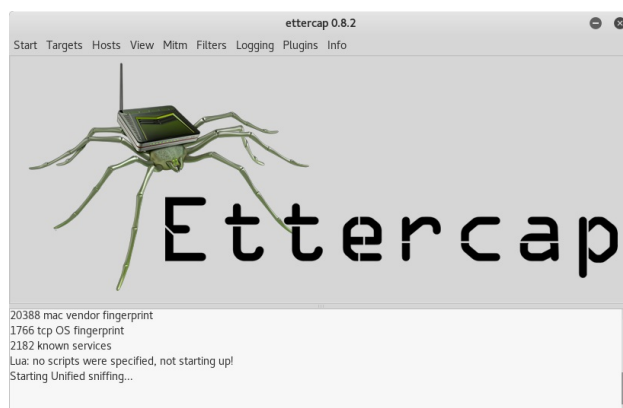 ettercap 0.8.2
Start Targets Hosts View Mitm Filters Logging Plugins Info
Ettercap
20388 mac vendor fingerprint
1766 tcp OS fingerprint
2182 known services
Lua: no scripts were specified, not starting up!
Starting Unified sniffing...